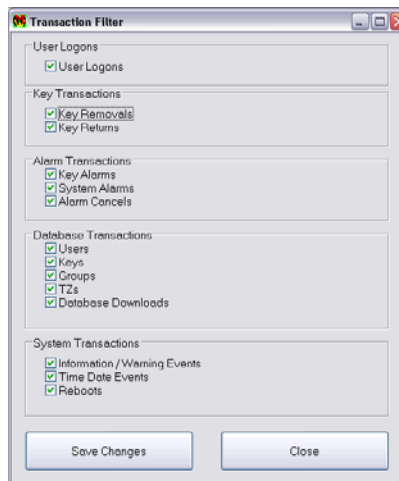 Transaction Filter
User Logons
User Logons
Key Transactions
Key Removals
Key Returns
Alarm Transactions
Key Alarms
System Alarms
Alarm Cancels
Database Transactions
Users
Keys
Groups
TZs
Database Downloads
System Transactions
Information / Warning Events
Time Date Events
Reboots
Save Changes
Close